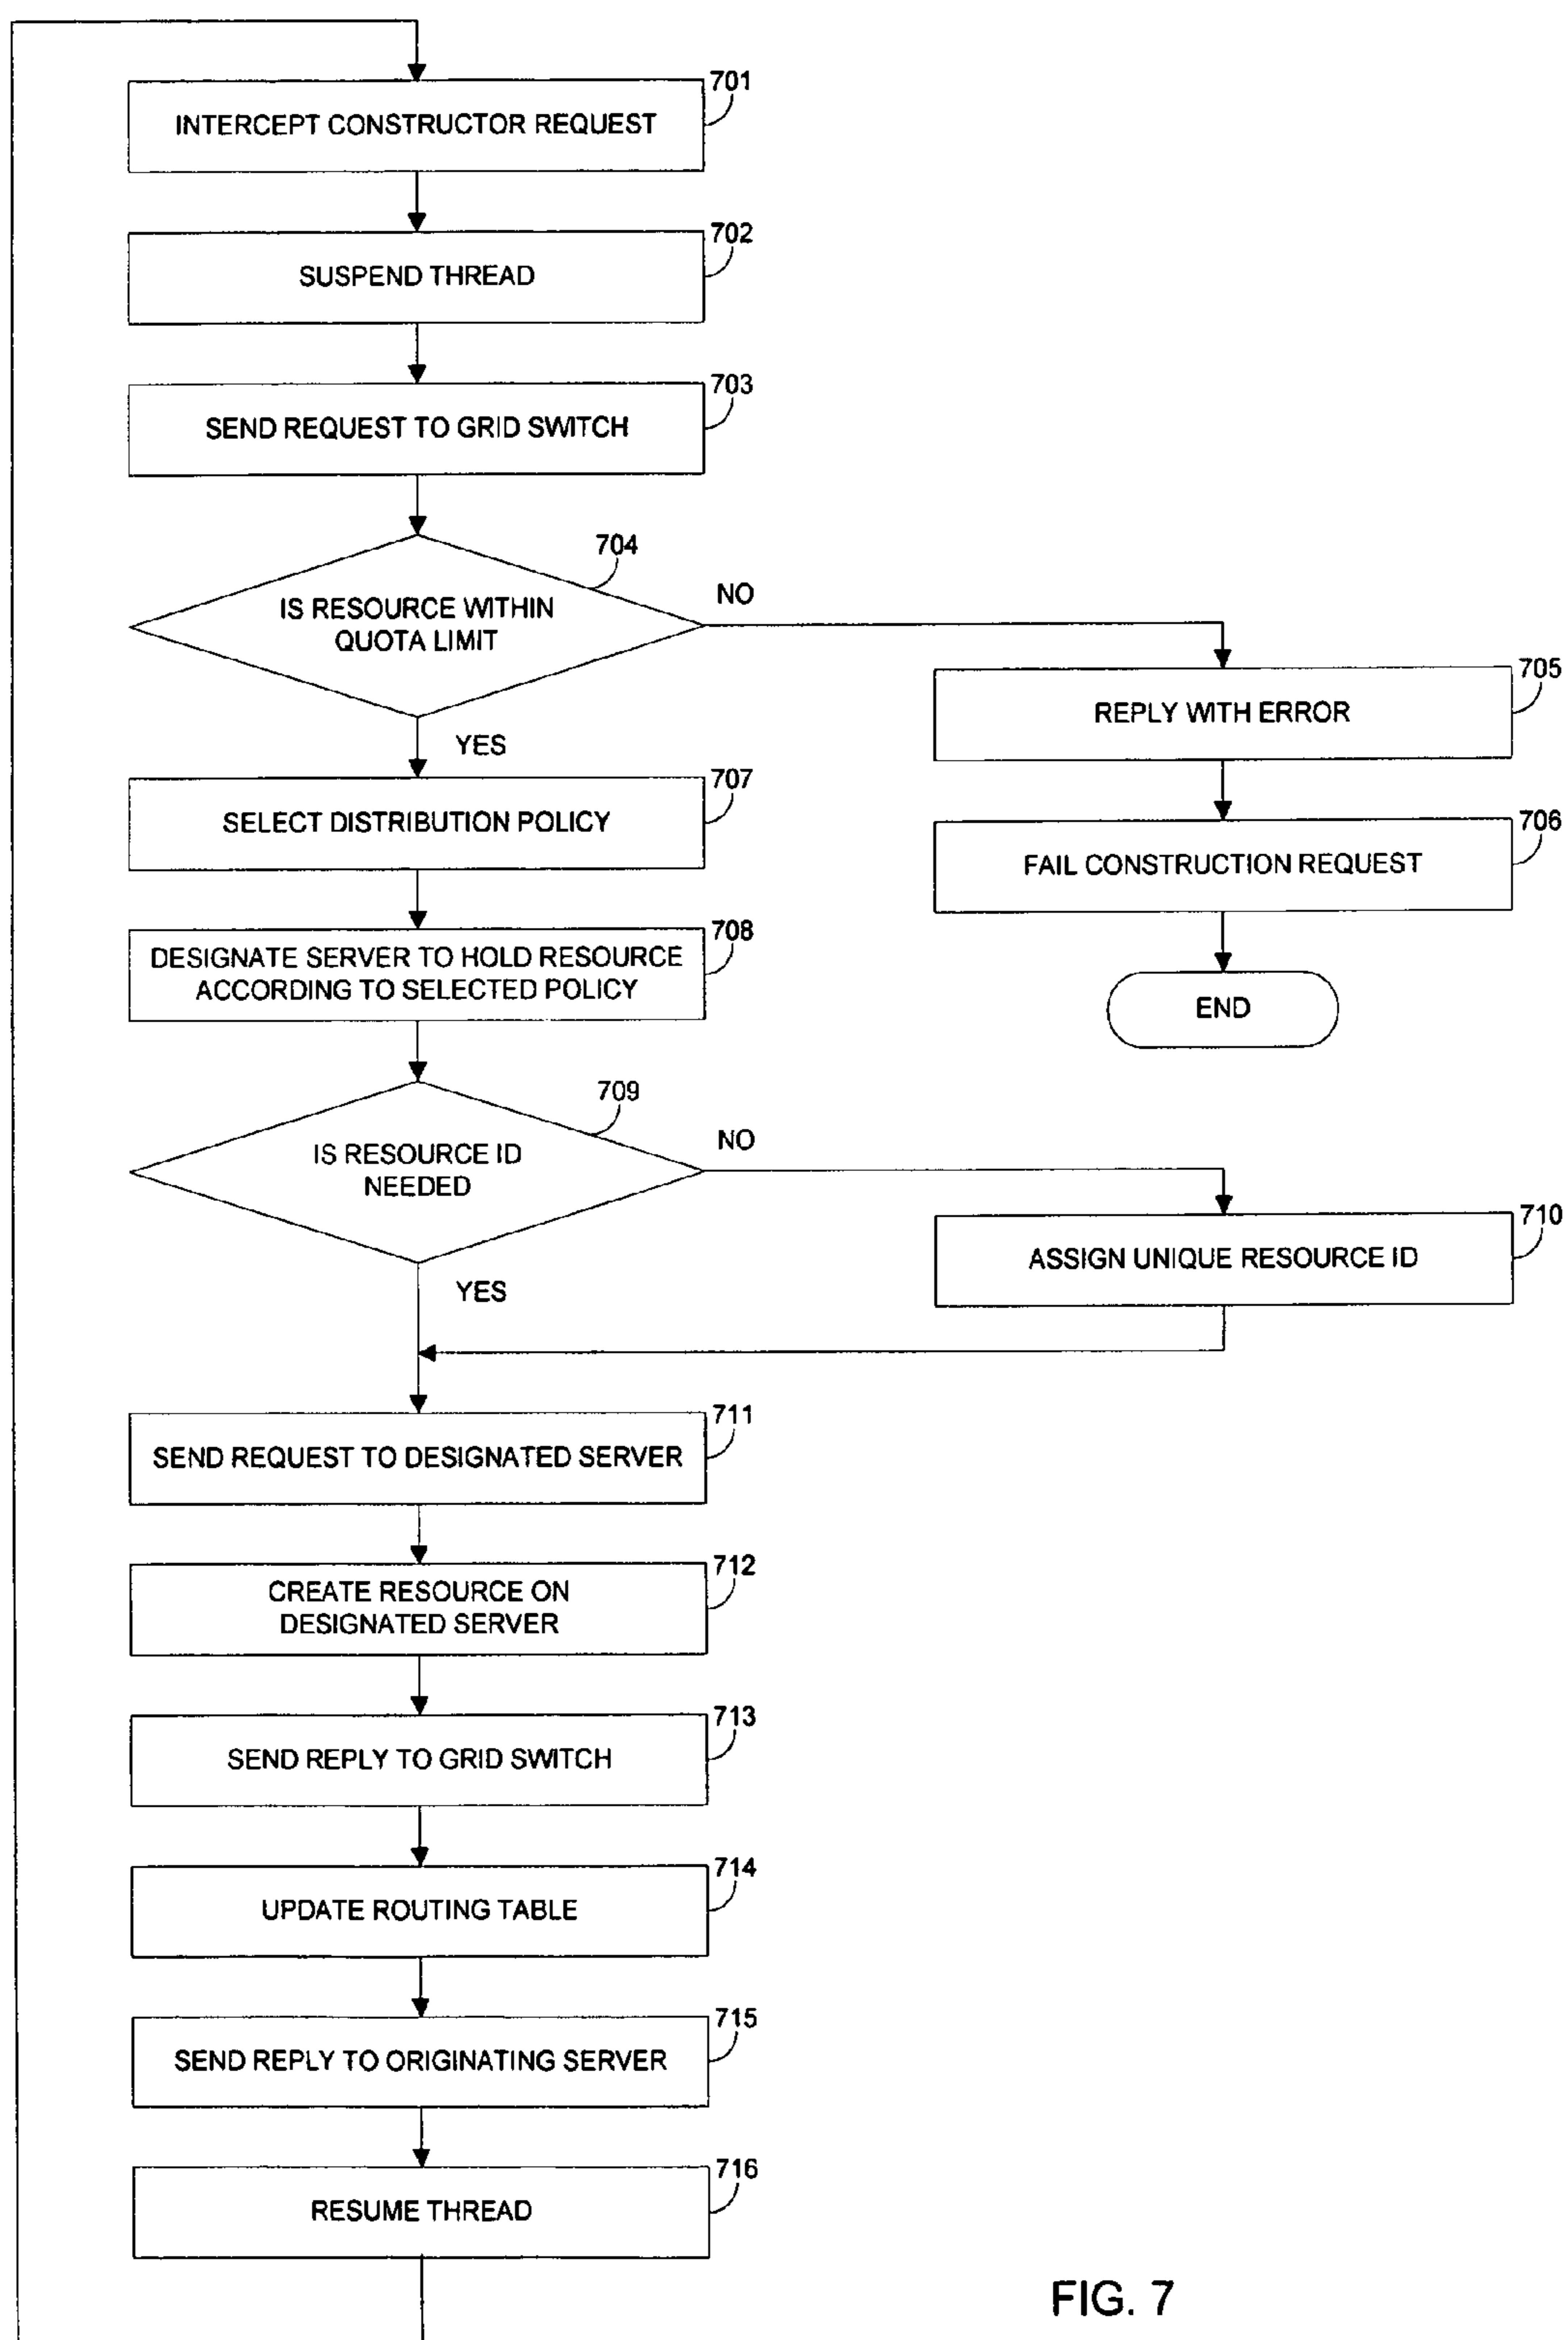 701
INTERCEPT CONSTRUCTOR REQUEST
702
SUSPEND THREAD
703
SEND REQUEST TO GRID SWITCH
704
IS RESOURCE WITHIN
QUOTA LIMIT
NO
705
REPLY WITH ERROR
YES
707
SELECT DISTRIBUTION POLICY
706
FAIL CONSTRUCTION REQUEST
708
DESIGNATE SERVER TO HOLD RESOURCE
ACCORDING TO SELECTED POLICY
END
709
IS RESOURCE ID
NEEDED
NO
710
ASSIGN UNIQUE RESOURCE ID
YES
711
SEND REQUEST TO DESIGNATED SERVER
712
CREATE RESOURCE ON
DESIGNATED SERVER
713
SEND REPLY TO GRID SWITCH
714
UPDATE ROUTING TABLE
715
SEND REPLY TO ORIGINATING SERVER
716
RESUME THREAD
FIG. 7